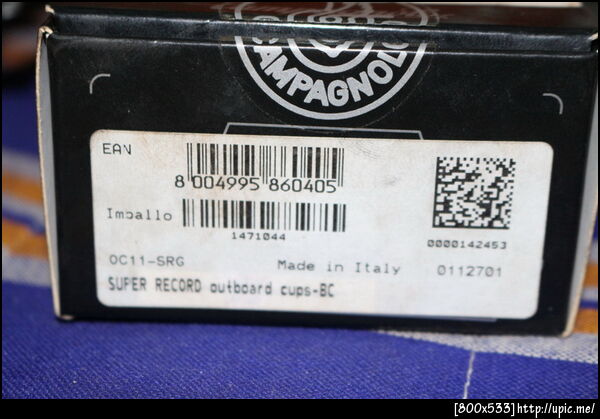 CAMPAGNOLO
EAN
8 004995 860405
Imballo
1471044
0000142453
OC11-SRG
Made in Italy
0112701
SUPER RECORD outboard cups-BC
[800x533]http://upic.me/